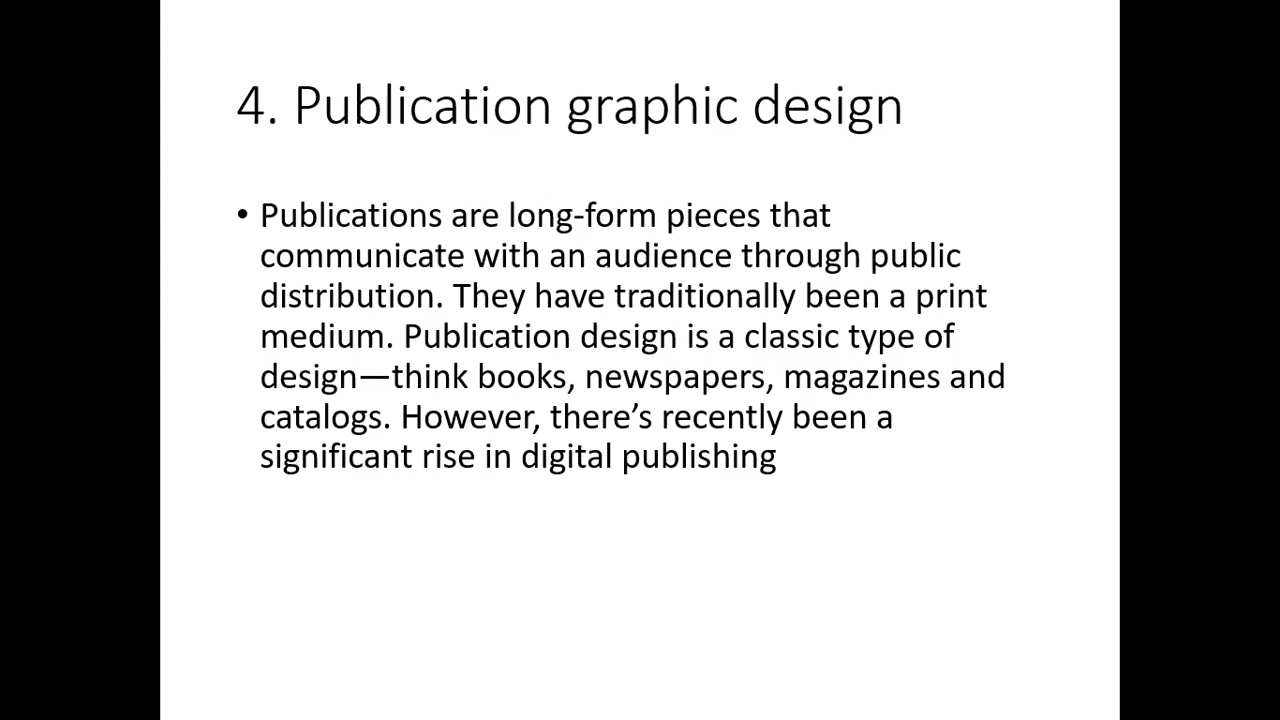 4. Publication graphic design
• Publications are long-form pieces that
communicate with an audience through public
distribution. They have traditionally been a print
medium. Publication design is a classic type of
design—think books, newspapers, magazines and
catalogs. However, there’s recently been a
significant rise in digital publishing